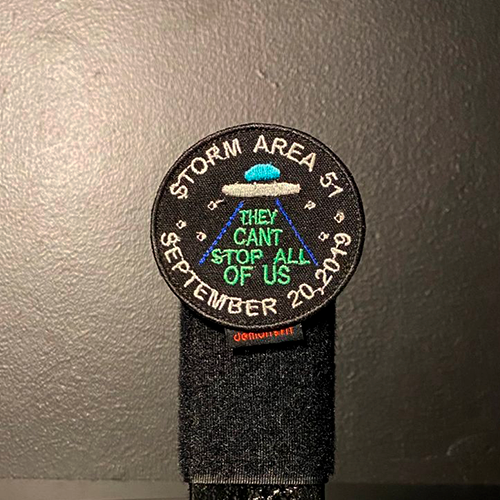 STORM AREA 51
THEY
CANT
STOP ALL
OF US
SEPTEMBER 20,2019